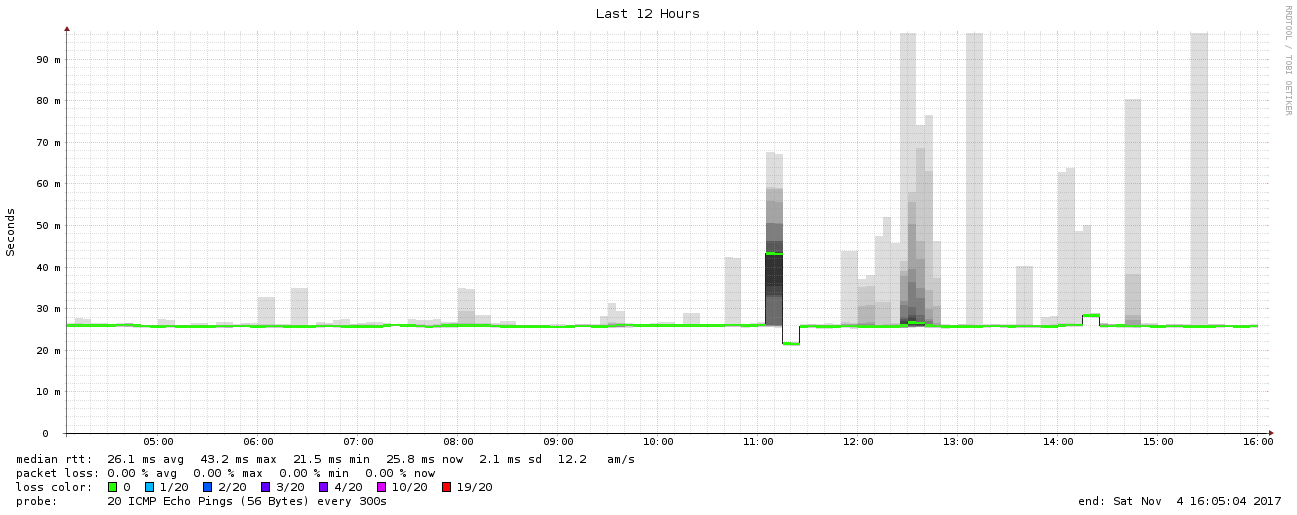 Last 12 Hours
RRDTOOL / TOBI OETIKER
Seconds
90 m
80 m
70 m
60 m
50 m
40 m
30 m
20 m
10 m
0
05:00 06:00 07:00 08:00 09:00 10:00 11:00 12:00 13:00 14:00 15:00 16:00
median rtt: 26.1 ms avg 43.2 ms max 21.5 ms min 25.8 ms now 2.1 ms sd 12.2 am/s
packet loss: 0.00 % avg 0.00 % max 0.00 % min 0.00 % now
loss color: 0 1/20 2/20 3/20 4/20 10/20 19/20
probe: 20 ICMP Echo Pings (56 Bytes) every 300s end: Sat Nov 4 16:05:04 2017